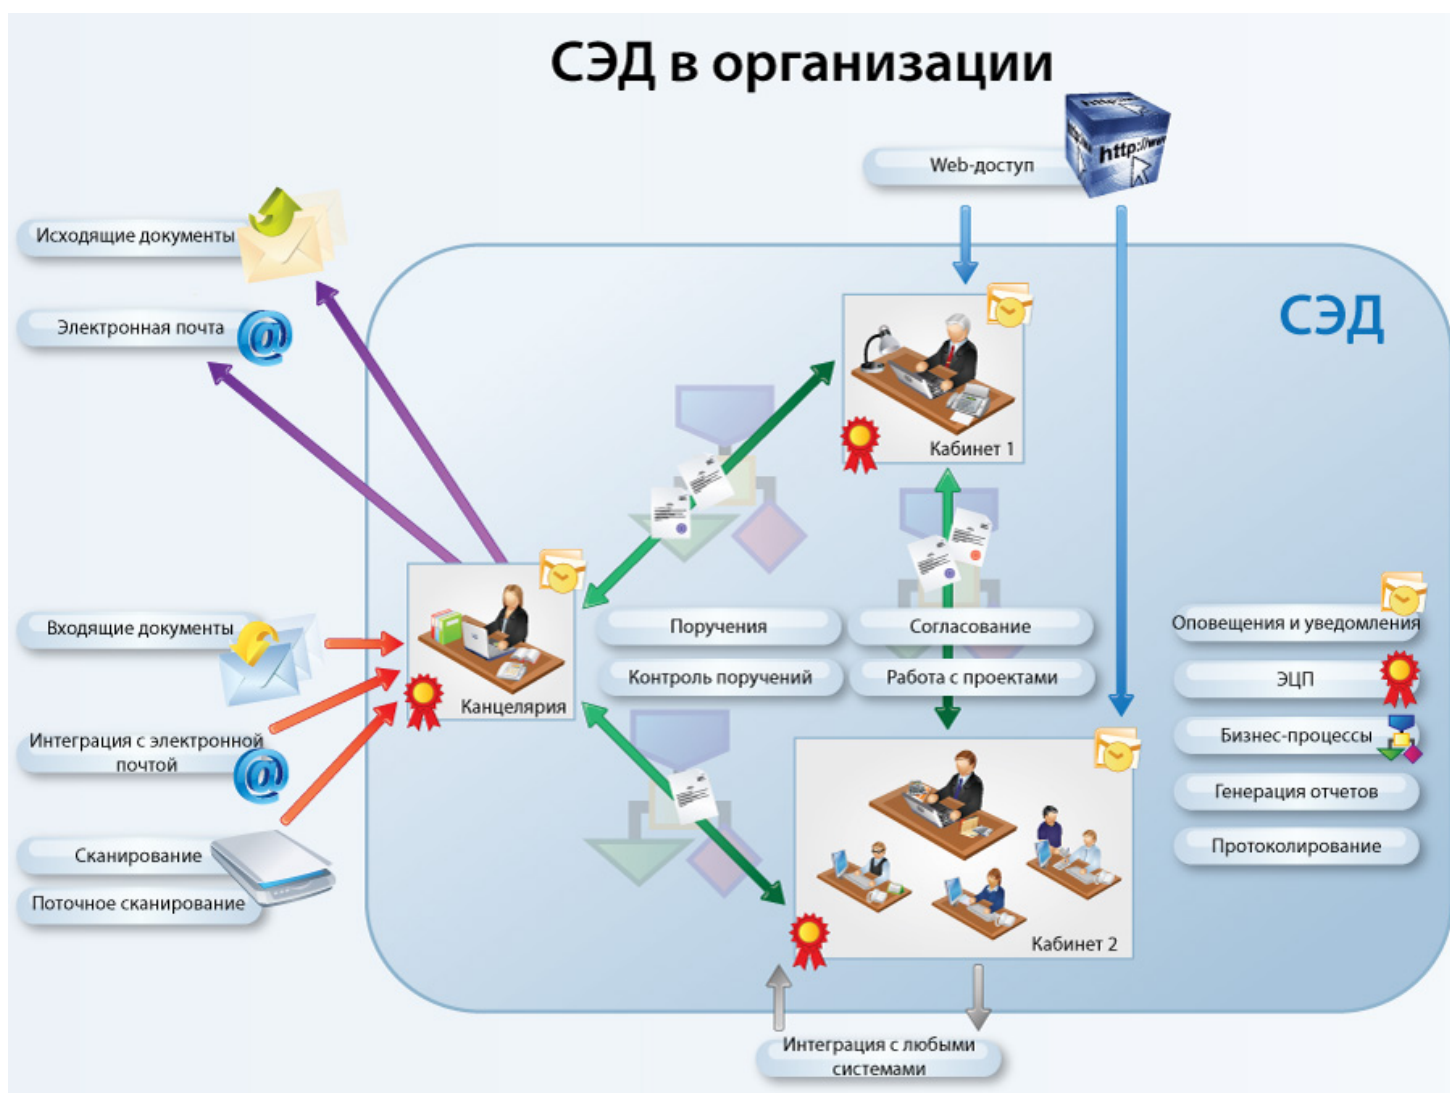 СЭД в организации
Web-доступ
http://www
Исходящие документы
Электронная почта
СЭД
Кабинет 1
Входящие документы
Канцелярия
Поручения
Согласование
Контроль поручений
Работа с проектами
Оповещения и уведомления
ЭЦП
Интеграция с электронной
почтой
Бизнес-процессы
Генерация отчетов
Сканирование
Протоколирование
Поточное сканирование
Кабинет 2
Интеграция с любыми
системами